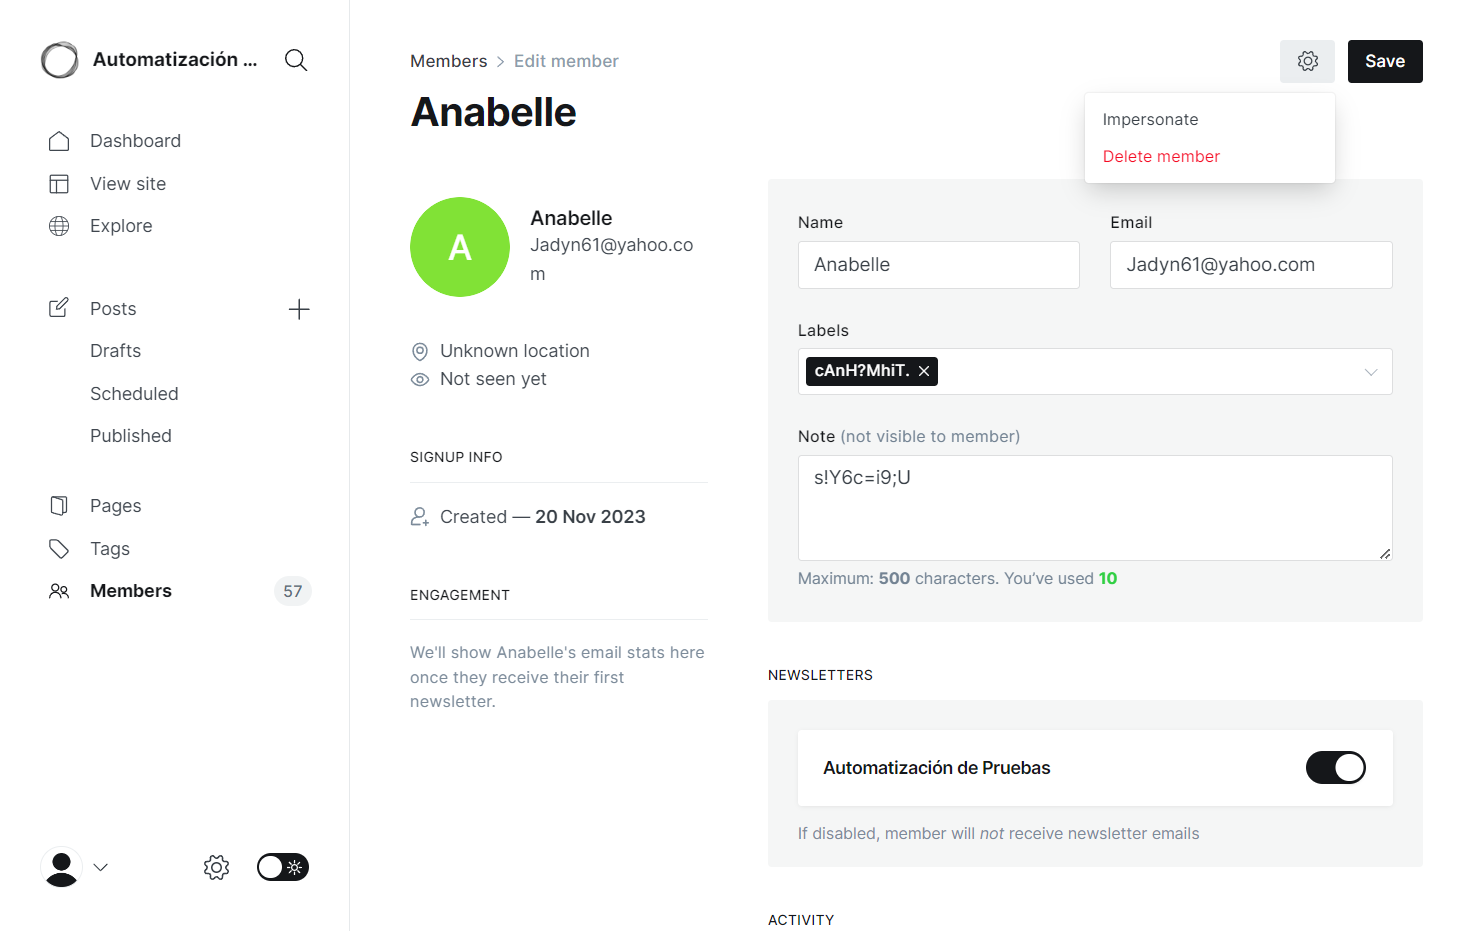 Automatización ...
Dashboard
View site
Explore
Posts
Drafts
Scheduled
Published
Pages
Tags
Members
57
Members > Edit member
Save
Anabelle
Impersonate
Delete member
A
Anabelle
Jadyn61@yahoo.co
m
Unknown location
Not seen yet
SIGNUP INFO
Created — 20 Nov 2023
ENGAGEMENT
We'll show Anabelle's email stats here
once they receive their first
newsletter.
Name
Email
Anabelle
Jadyn61@yahoo.com
Labels
cAnH?MhiT.
Note (not visible to member)
s!Y6c=i9;U
Maximum: 500 characters. You’ve used 10
NEWSLETTERS
Automatización de Pruebas
If disabled, member will not receive newsletter emails
ACTIVITY